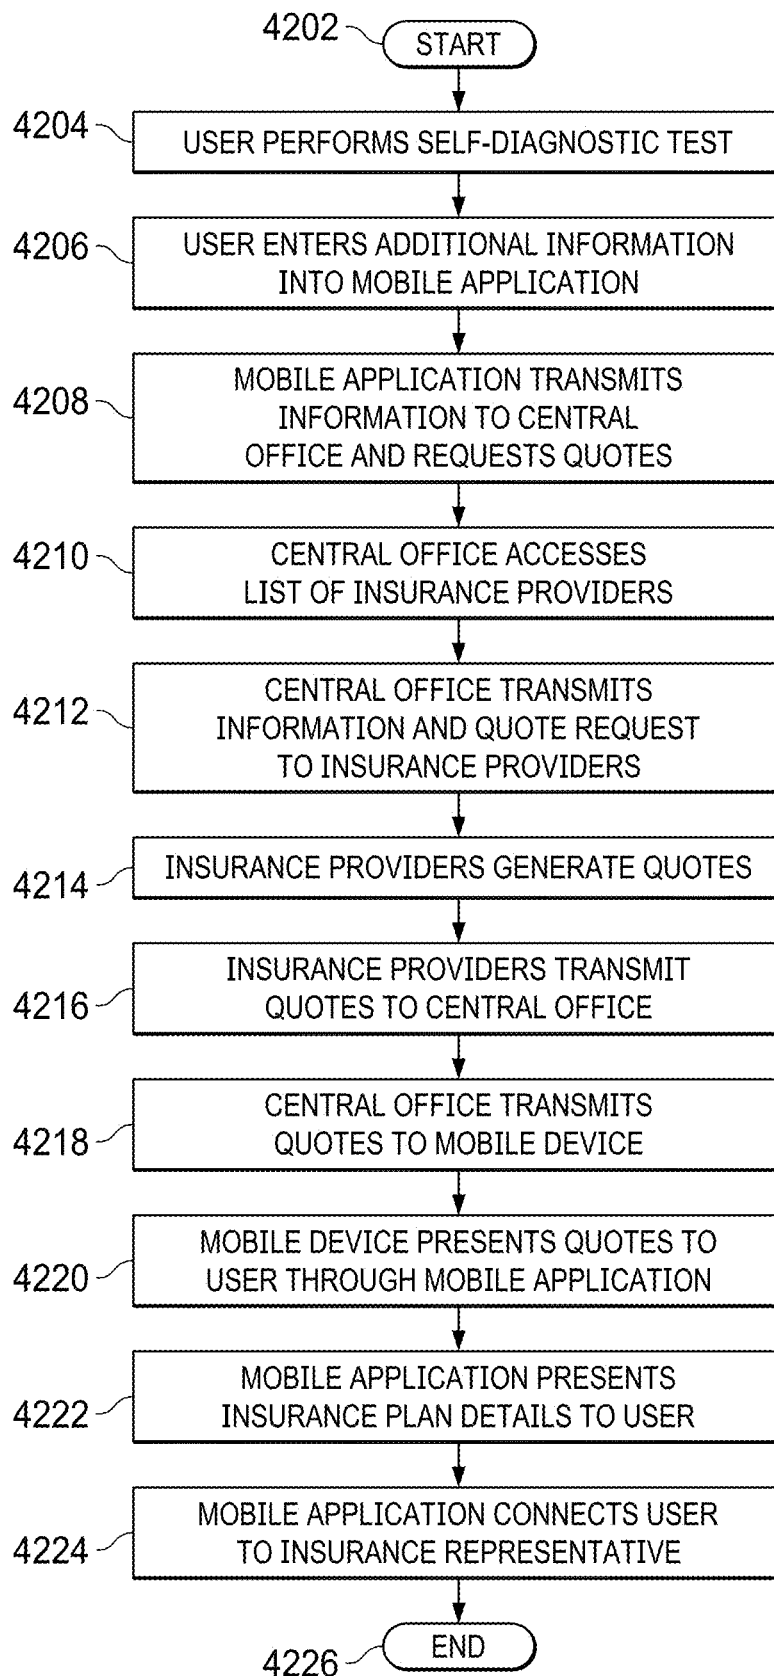 4202
START
4204
USER PERFORMS SELF-DIAGNOSTIC TEST
4206
USER ENTERS ADDITIONAL INFORMATION
INTO MOBILE APPLICATION
4208
MOBILE APPLICATION TRANSMITS
INFORMATION TO CENTRAL
OFFICE AND REQUESTS QUOTES
4210
CENTRAL OFFICE ACCESSES
LIST OF INSURANCE PROVIDERS
4212
CENTRAL OFFICE TRANSMITS
INFORMATION AND QUOTE REQUEST
TO INSURANCE PROVIDERS
4214
INSURANCE PROVIDERS GENERATE QUOTES
4216
INSURANCE PROVIDERS TRANSMIT
QUOTES TO CENTRAL OFFICE
4218
CENTRAL OFFICE TRANSMITS
QUOTES TO MOBILE DEVICE
4220
MOBILE DEVICE PRESENTS QUOTES TO
USER THROUGH MOBILE APPLICATION
4222
MOBILE APPLICATION PRESENTS
INSURANCE PLAN DETAILS TO USER
4224
MOBILE APPLICATION CONNECTS USER
TO INSURANCE REPRESENTATIVE
4226
END